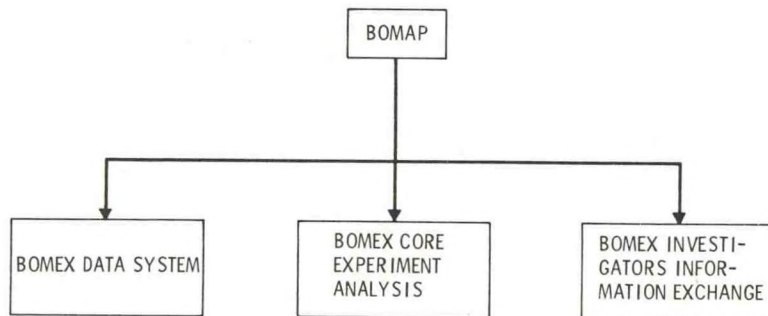 BOMAP
BOMEX DATA SYSTEM
BOMEX CORE
EXPERIMENT
ANALYSIS
BOMEX INVESTI-
GATORS INFOR-
MATION EXCHANGE